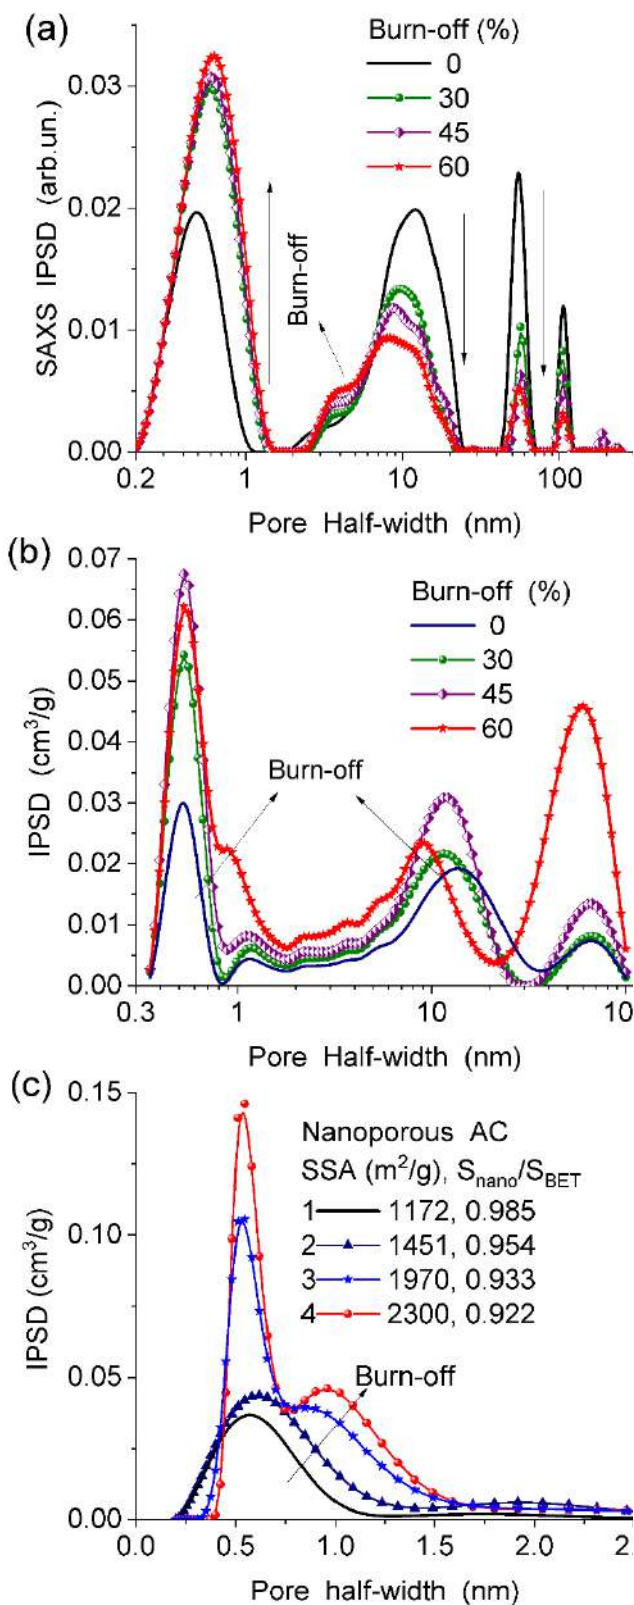 (a)
Burn-off (%)
0
30
45
60
Burn-off
SAXS IPSD (arb.un.)
0.03
0.02
0.01
0.00
0.2
1
10
100
Pore Half-width (nm)
(b)
0.07
0.06
0.05
0.04
0.03
0.02
0.01
0.00
IPSD (cm³/g)
Burn-off (%)
0
30
45
60
Burn-off
0.3
1
10
10
Pore Half-width (nm)
(c)
0.15
0.10
0.05
0.00
IPSD (cm³/g)
Nanoporous AC
SSA (m²/g), Snano/SBET
1 1172, 0.985
2 1451, 0.954
3 1970, 0.933
4 2300, 0.922
Burn-off
0.0 0.5 1.0 1.5 2.0 2.
Pore half-width (nm)